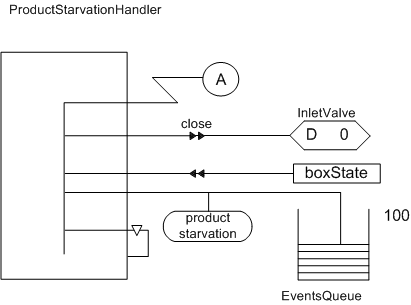 ProductStarvationHandler
A
InletValve
close
D 0
boxState
product
starvation
100
EventsQueue